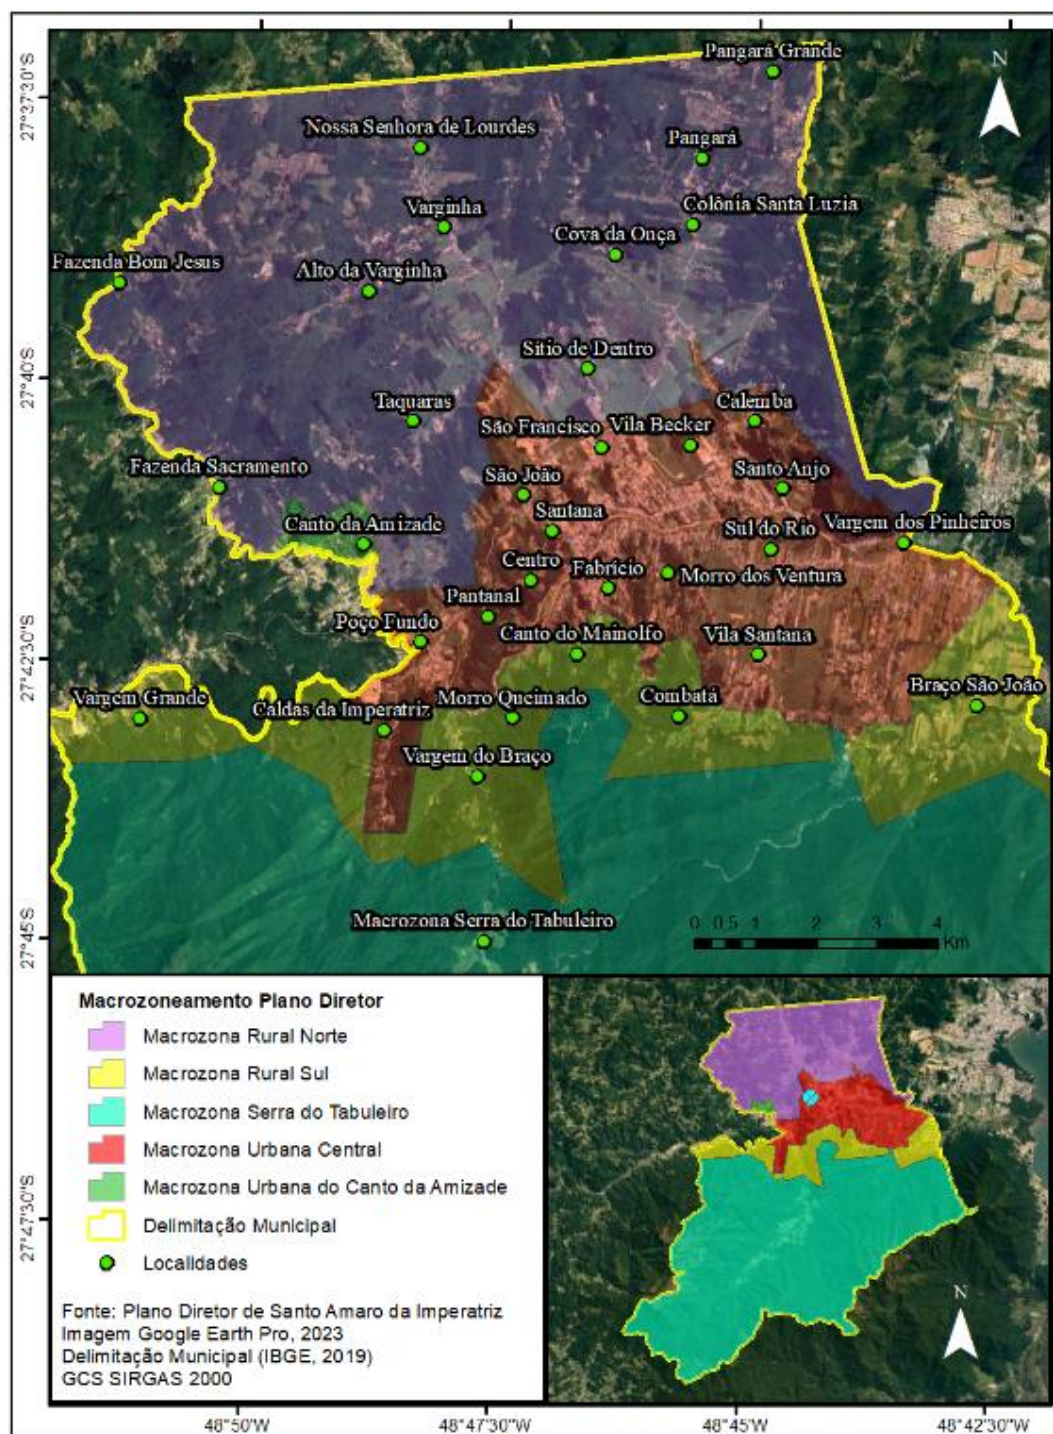 Pangará Grande
N
27°37'30"S
Nossa Senhora de Lourdes
Pangará
Varginha
Colônia Santa Luzia
Cova da Onça
Fazenda Bom Jesus
Alto da Varginha
Sítio de Dentro
27°40'S
Taquaras
Calemba
São Francisco
Vila Becker
Fazenda Sacramento
São João
Santo Anjo
Canto da Amizade
Santana
Sul do Rio
Vargem dos Pinheiros
Centro
Fabrício
Morro dos Ventura
Pantanal
Poço Fundo
Canto do Mainolfo
Vila Santana
27°42'30"S
Vargem Grande
Caldas da Imperatriz
Morro Queimado
Combatá
Braço São João
Vargem do Braço
Macrozona Serra do Tabuleiro
27°45'S
0 0,5 1 2 3 4
Km
Macrozoneamento Plano Diretor
Macrozona Rural Norte
Macrozona Rural Sul
Macrozona Serra do Tabuleiro
Macrozona Urbana Central
Macrozona Urbana do Canto da Amizade
27°47'30"S
Delimitação Municipal
Localidades
Fonte: Plano Diretor de Santo Amaro da Imperatriz
Imagem Google Earth Pro, 2023
Delimitação Municipal (IBGE, 2019)
GCS SIRGAS 2000
N
48°50'W
48°47'30"W
48°45'W
48°42'30"W